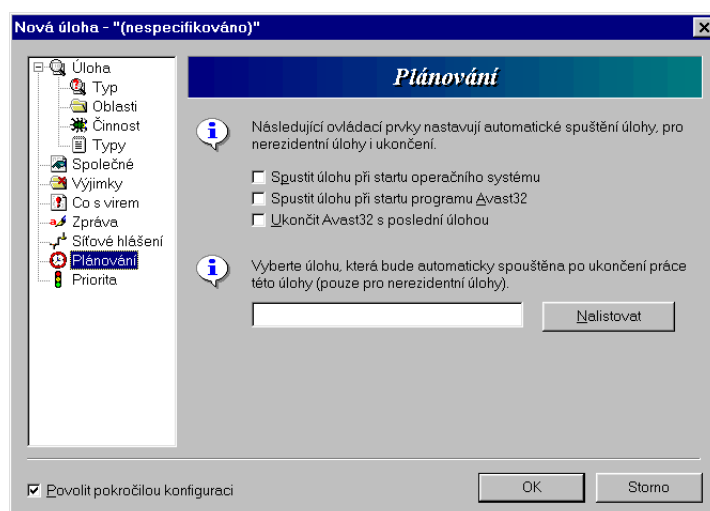 Nová úloha - "(nespecifikováno)"
Úloha
Typ
Oblasti
Činnost
Typy
Společné
Výjimky
Co s virem
Zpráva
Síťové hlášení
Plánování
Priorita
Plánování
Následující ovládací prvky nastavují automatické spuštění úlohy, pro
nerezidentní úlohy i ukončení.
Spustit úlohu při startu operačního systému
Spustit úlohu při startu programu Avast32
Ukončit Avast32 s poslední úlohou
Vyberte úlohu, která bude automaticky spouštěna po ukončení práce
této úlohy (pouze pro nerezidentní úlohy).
Nalistovat
Povolit pokročilou konfiguraci
OK
Storno